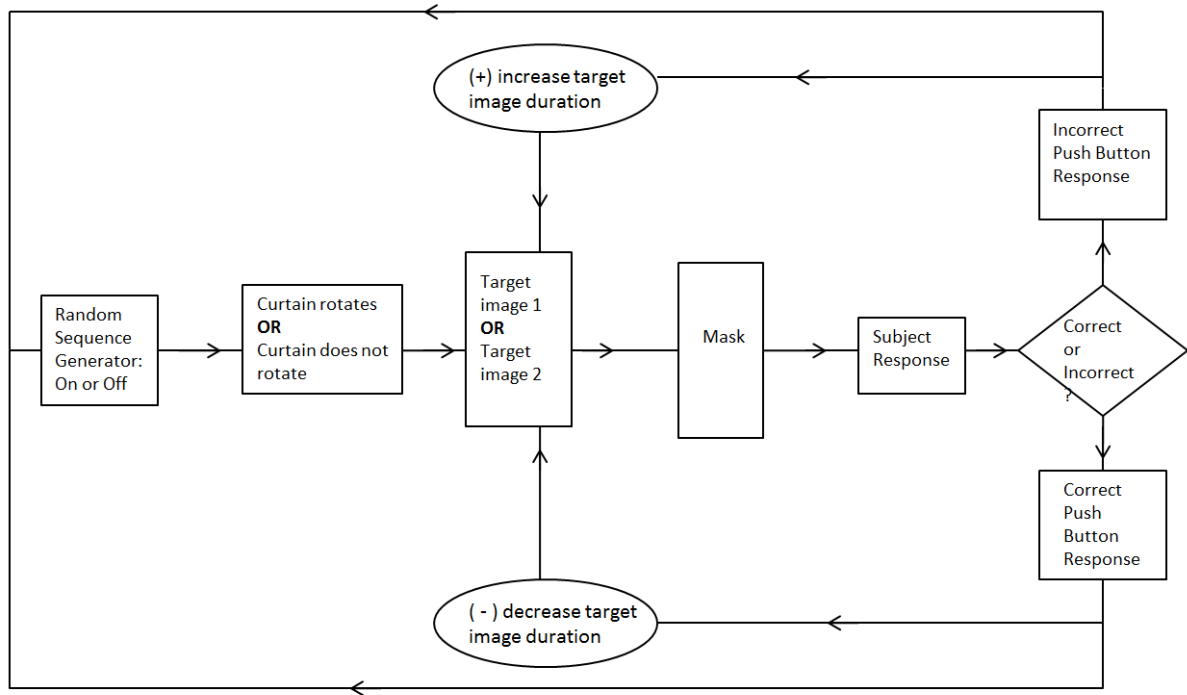 (+) increase target
image duration
Incorrect
Push Button
Response
Random
Sequence
Generator:
On or Off
Curtain rotates
OR
Curtain does not
rotate
Target
image 1
OR
Target
image 2
Mask
Subject
Response
Correct
or
Incorrect
?
Correct
Push
Button
Response
( - ) decrease target
image duration